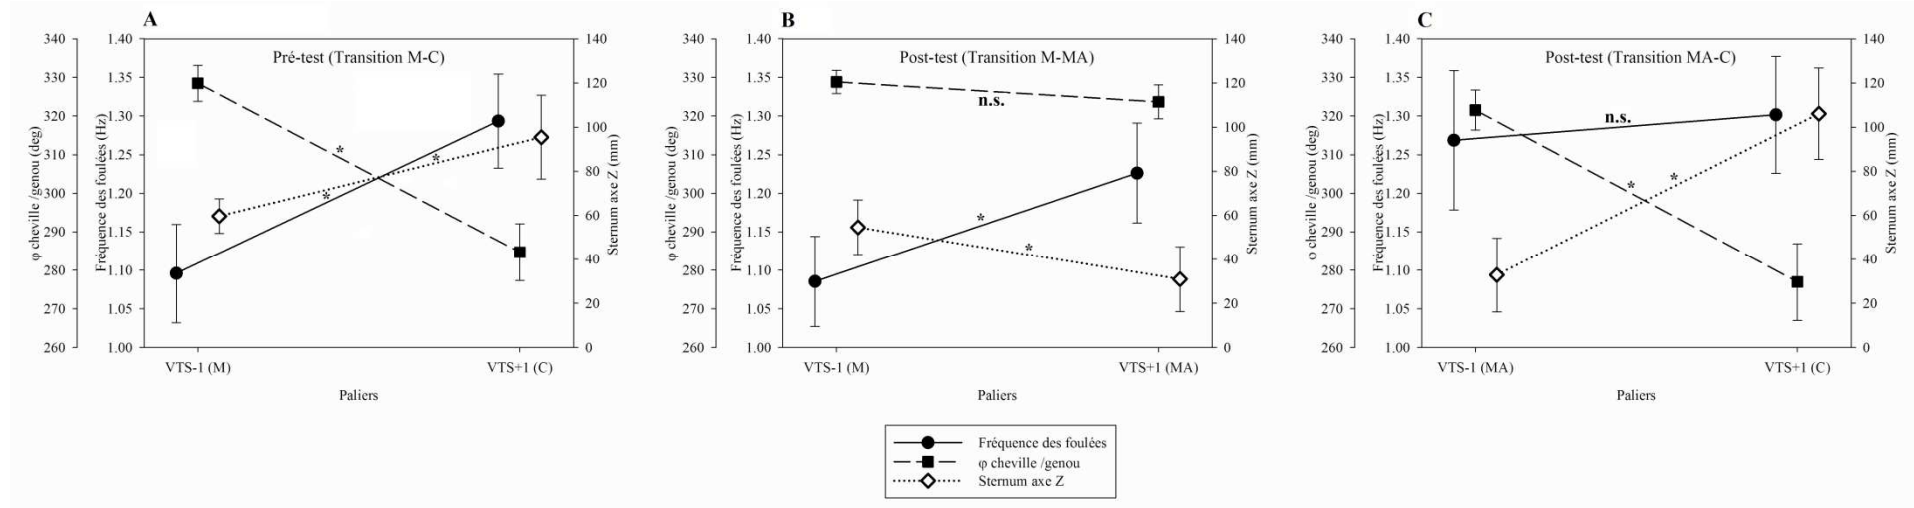 A
Pré-test (Transition M-C)
φ cheville /genou (deg)
340
330
320
310
300
290
280
270
260
Fréquence des foulées (Hz)
1.40
1.35
1.30
1.25
1.20
1.15
1.10
1.05
1.00
*
*
*
140
120
100
80
60
40
20
0
Sternum axe Z (mm)
VTS-1 (M)
VTS+1 (C)
Paliers
B
Post-test (Transition M-MA)
φ cheville /genou (deg)
340
330
320
310
300
290
280
270
260
Fréquence des foulées (Hz)
1.40
1.35
1.30
1.25
1.20
1.15
1.10
1.05
1.00
n.s.
*
*
140
120
100
80
60
40
20
0
Sternum axe Z (mm)
VTS-1 (M)
VTS+1 (MA)
Paliers
C
Post-test (Transition MA-C)
σ cheville /genou (deg)
340
330
320
310
300
290
280
270
260
Fréquence des foulées (Hz)
1.40
1.35
1.30
1.25
1.20
1.15
1.10
1.05
1.00
n.s.
*
*
140
120
100
80
60
40
20
0
Sternum axe Z (mm)
VTS-1 (MA)
VTS+1 (C)
Paliers
Fréquence des foulées
φ cheville /genou
Sternum axe Z